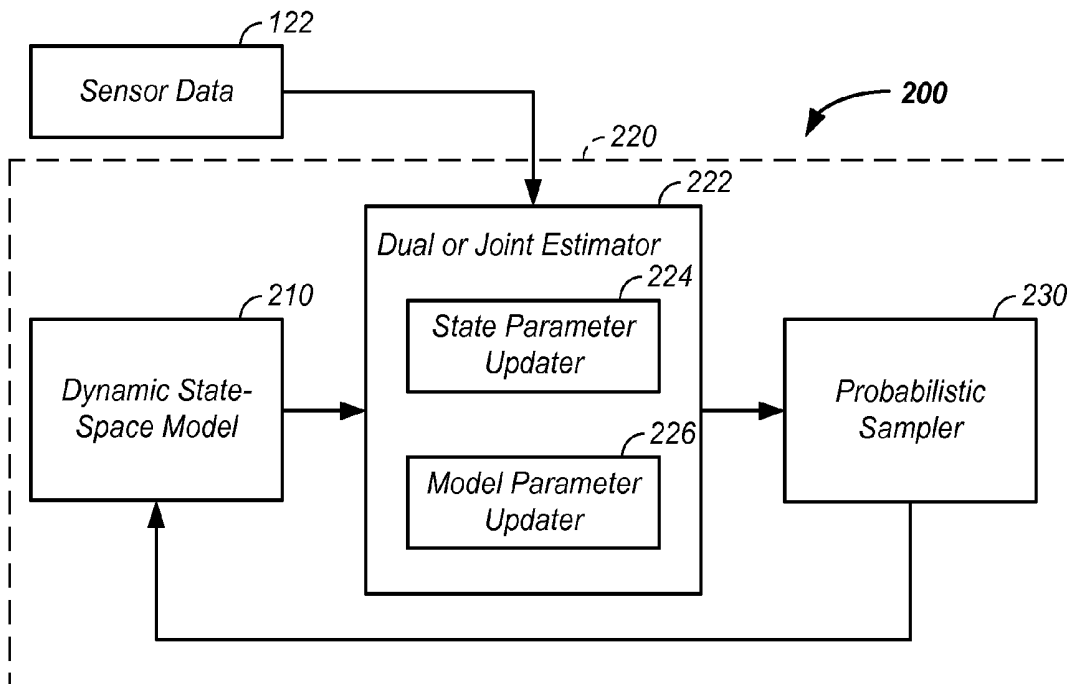 122
Sensor Data
200
220
222
Dual or Joint Estimator
224
State Parameter
Updater
210
Dynamic State-
Space Model
230
Probabilistic
Sampler
226
Model Parameter
Updater